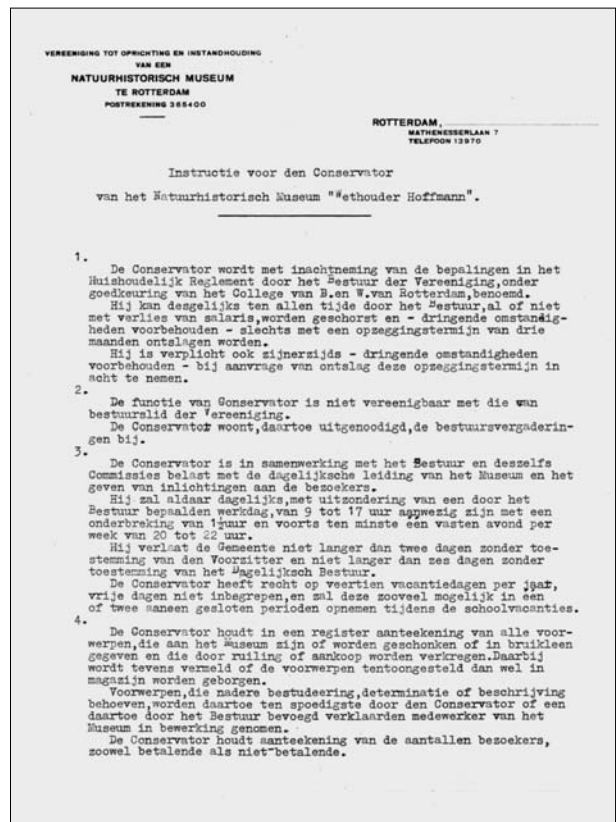 VEREENIGING TOT OPRICHTING EN INSTANDHOUDING
VAN EEN
NATUURHISTORISCH MUSEUM
TE ROTTERDAM
POSTREKENING 365400
ROTTERDAM,
MATHENESSERLAAN 7
TELEFOON 13970
Instructie voor den Conservator
van het Natuurhistorisch Museum "Wethouder Hoffmann".
1.
De Conservator wordt met inachtneming van de bepalingen in het
Huishoudelijk Reglement door het Bestuur der Vereeniging,onder
goedkeuring van het College van B.en W.van Rotterdam,benoemd.
Hij kan desgelijks ten allen tijde door het Bestuur,al of niet
met verlies van salaris,worden geschorst en - dringende omstandig-
heden voorbehouden - slechts met een opzeggingstermijn van drie
maanden ontslagen worden.
Hij is verplicht ook zijnerzijds - dringende omstandigheden
voorbehouden - bij aanvrage van ontslag deze opzeggingstermijn in
acht te nemen.
2.
De functie van Conservator is niet vereenigbaar met die van
bestuurslid der Vereeniging.
De Conservator woont,daartoe uitgenoodigd,de bestuursvergaderin-
gen bij.
3.
De Conservator is in samenwerking met het Bestuur en deszelfs
Commissies belast met de dagelijksche leiding van het Museum en het
geven van inlichtingen aan de bezoekers.
Hij zal aldaar dagelijks,met uitzondering van een door het
Bestuur bepaalden werkdag,van 9 tot 17 uur aanwezig zijn met een
onderbreking van 1½uur en voorts ten minste één vasten avond per
week van 20 tot 22 uur.
Hij verlaat de Gemeente niet langer dan twee dagen zonder toe-
stemming van den Voorzitter en niet langer dan zes dagen zonder
toestemming van het Dagelijksch Bestuur.
De Conservator heeft recht op veertien vacantiedagen per jaar,
vrije dagen niet inbegrepen,en zal deze zooveel mogelijk in één
of twee aaneen gesloten perioden opnemen tijdens de schoolvacanties.
4.
De Conservator houdt in een register aanteekening van alle voor-
werpen,die aan het Museum zijn of worden geschonken of in bruikleen
gegeven en die door ruiling of aankoop worden verkregen.Daarbij
wordt tevens vermeld of de voorwerpen tentoongesteld dan wel in
magazijn worden geborgen.
Voorwerpen,die nadere bestudeering,determinatie of beschrijving
behoeven,worden daartoe ten spoedigste door den Conservator of een
daartoe door het Bestuur bevoegd verklaarden medewerker van het
Museum in bewerking genomen.
De Conservator houdt aanteekening van de aantallen bezoekers,
zoowel betalende als niet-betalende.